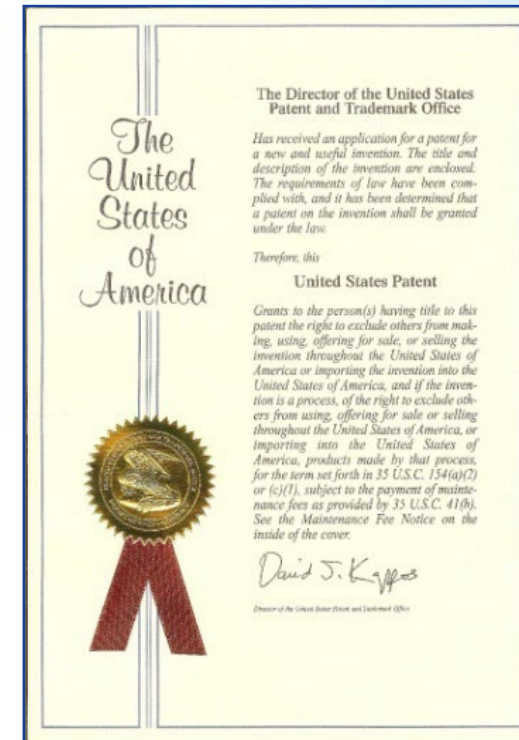 The
United
States
of
America
The Director of the United States
Patent and Trademark Office
Has received an application for a patent for
a new and useful invention. The title and
description of the invention are enclosed.
The requirements of law have been com-
plied with, and it has been determined that
a patent on the invention shall be granted
under the law.
Therefore, this
United States Patent
Grants to the person(s) having title to this
patent the right to exclude others from mak-
ing, using, offering for sale, or selling the
invention throughout the United States of
America or importing the invention into the
United States of America, and if the inven-
tion is a process, of the right to exclude oth-
ers from using, offering for sale or selling
throughout the United States of America, or
importing into the United States of
America, products made by that process,
for the term set forth in 35 U.S.C. 154(a)(2)
or (c)(1), subject to the payment of mainte-
nance fees as provided by 35 U.S.C. 41(b).
See the Maintenance Fee Notice on the
inside of the cover.
David J. Kappos
Director of the United States Patent and Trademark Office